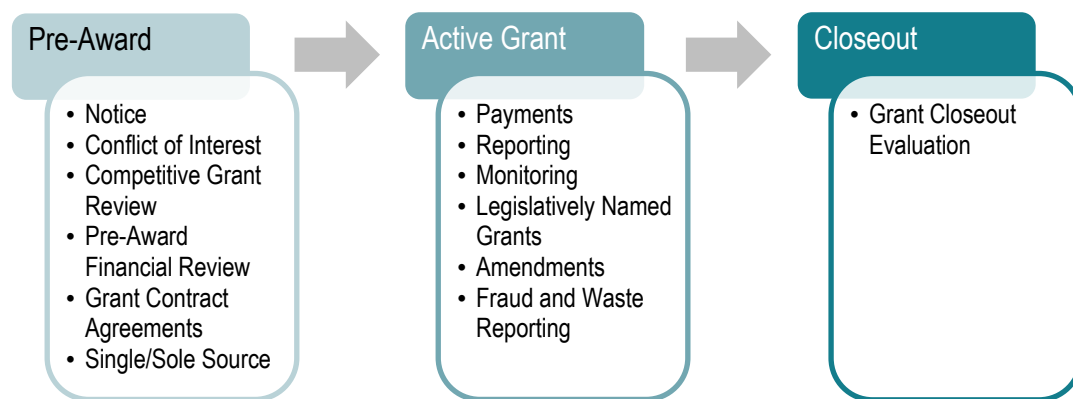 Pre-Award
• Notice
• Conflict of Interest
• Competitive Grant
Review
• Pre-Award
Financial Review
• Grant Contract
Agreements
• Single/Sole Source
Active Grant
• Payments
• Reporting
• Monitoring
• Legislatively Named
Grants
• Amendments
• Fraud and Waste
Reporting
Closeout
• Grant Closeout
Evaluation